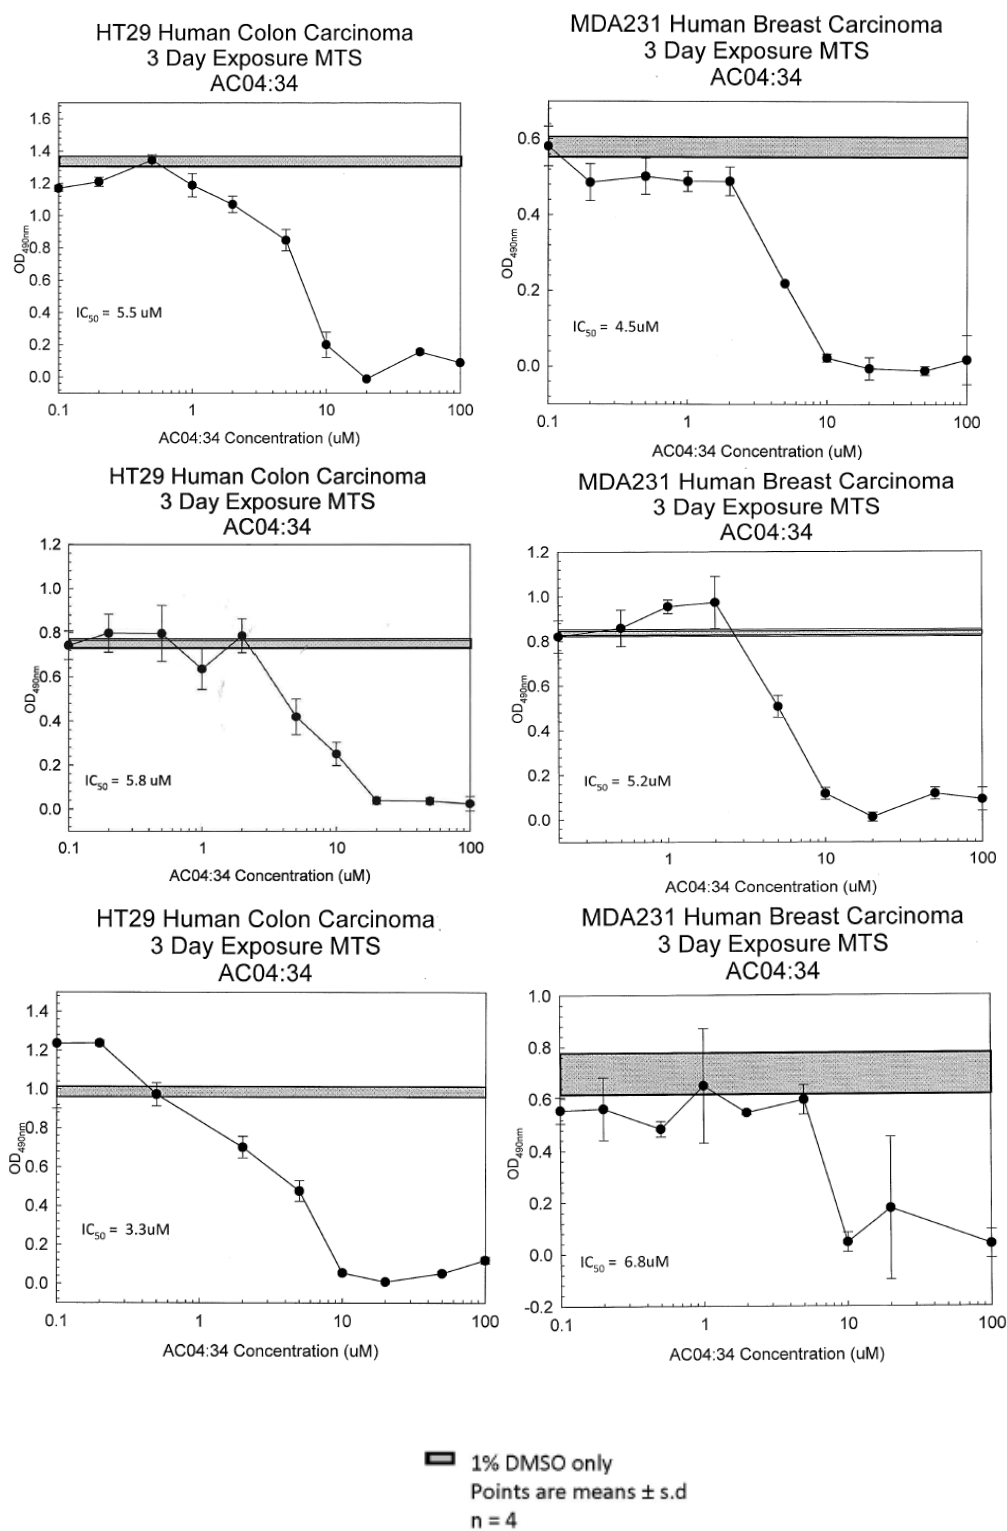 HT29 Human Colon Carcinoma
3 Day Exposure MTS
AC04:34
1.6
1.4
1.2
1.0
0.8
0.6
0.4
0.2
0.0
OD490nm
IC50 = 5.5 uM
0.1 1 10 100
AC04:34 Concentration (uM)
MDA231 Human Breast Carcinoma
3 Day Exposure MTS
AC04:34
0.6
0.4
0.2
0.0
OD490nm
IC50 = 4.5uM
0.1 1 10 100
AC04:34 Concentration (uM)
HT29 Human Colon Carcinoma
3 Day Exposure MTS
AC04:34
1.2
1.0
0.8
0.6
0.4
0.2
0.0
OD490nm
IC50 = 5.8 uM
0.1 1 10 100
AC04:34 Concentration (uM)
MDA231 Human Breast Carcinoma
3 Day Exposure MTS
AC04:34
1.2
1.0
0.8
0.6
0.4
0.2
0.0
OD490nm
IC50 = 5.2uM
1 10 100
AC04:34 Concentration (uM)
HT29 Human Colon Carcinoma
3 Day Exposure MTS
AC04:34
1.4
1.2
1.0
0.8
0.6
0.4
0.2
0.0
OD490nm
IC50 = 3.3uM
0.1 1 10 100
AC04:34 Concentration (uM)
MDA231 Human Breast Carcinoma
3 Day Exposure MTS
AC04:34
1.0
0.8
0.6
0.4
0.2
0.0
-0.2
OD490nm
IC50 = 6.8uM
0.1 1 10 100
AC04:34 Concentration (uM)
1% DMSO only
Points are means ± s.d
n = 4